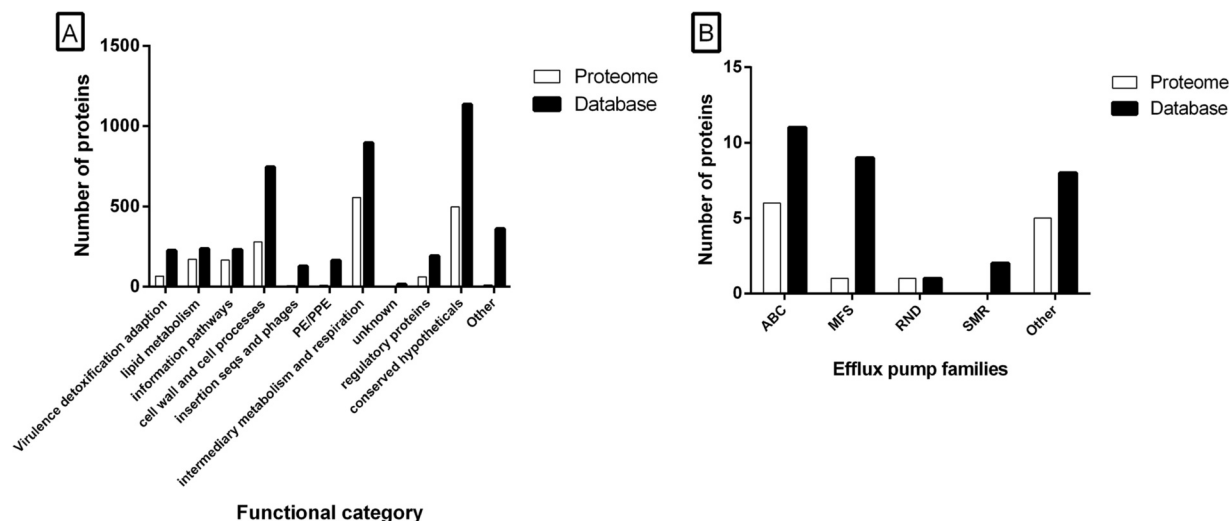 A
1500
1000
500
0
Number of proteins
Proteome
Database
Virulence detoxification adaption
lipid metabolism
information pathways
cell wall and cell processes
insertion seqs and phages
PE/PPE
intermediary metabolism and respiration
unknown
regulatory proteins
conserved hypotheticals
Other
Functional category
B
15
10
5
0
Number of proteins
Proteome
Database
ABC
MFS
RND
SMR
Other
Efflux pump families